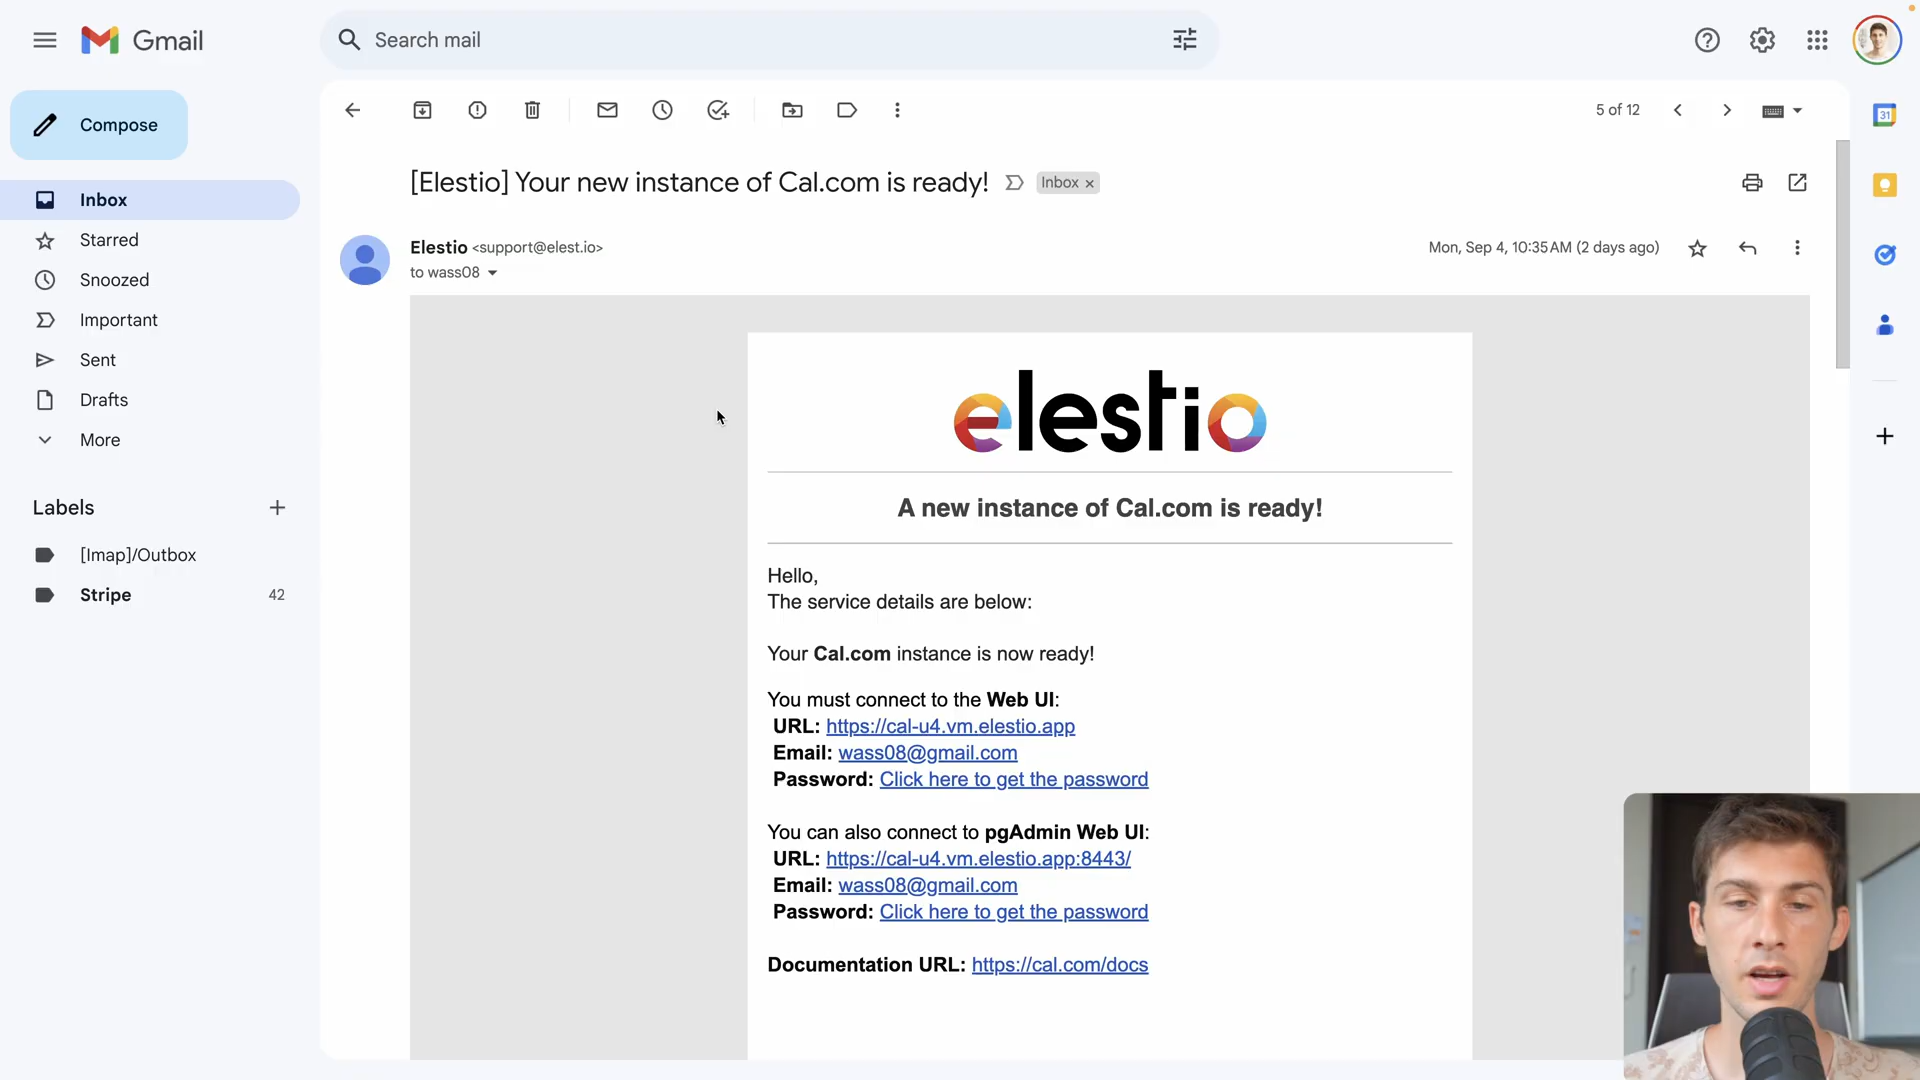 Gmail
Search mail
Compose
5 of 12
Inbox
Starred
Snoozed
Important
Sent
Drafts
More
Labels
[Imap]/Outbox
Stripe 42
[Elestio] Your new instance of Cal.com is ready! Inbox ×
Elestio <support@elest.io> Mon, Sep 4, 10:35 AM (2 days ago)
to wass08
31
elestio
A new instance of Cal.com is ready!
Hello,
The service details are below:
Your Cal.com instance is now ready!
You must connect to the Web UI:
URL: https://cal-u4.vm.elestio.app
Email: wass08@gmail.com
Password: Click here to get the password
You can also connect to pgAdmin Web UI:
URL: https://cal-u4.vm.elestio.app:8443/
Email: wass08@gmail.com
Password: Click here to get the password
Documentation URL: https://cal.com/docs